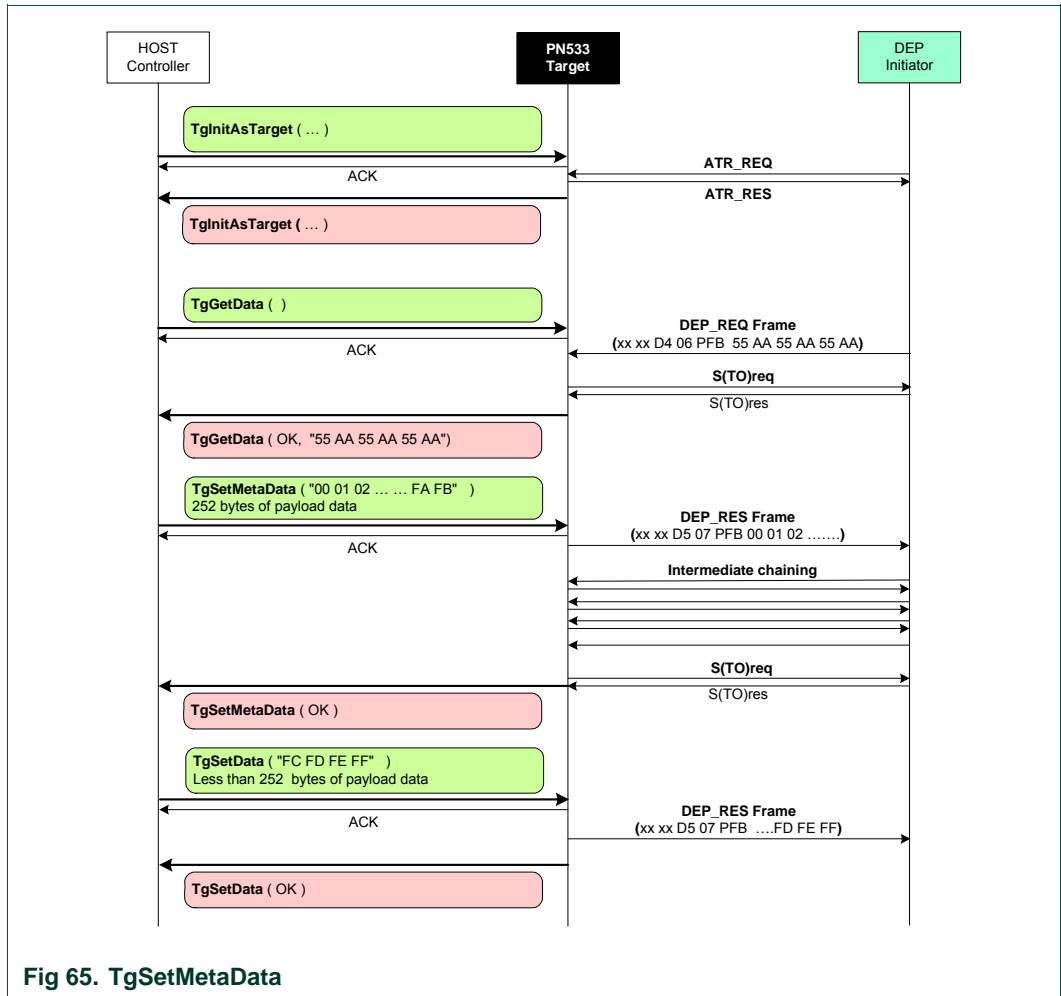 HOST
Controller
PN533
Target
DEP
Initiator
TgInitAsTarget ( … )
ACK
ATR_REQ
ATR_RES
TgInitAsTarget ( … )
TgGetData ( )
ACK
DEP_REQ Frame
(xx xx D4 06 PFB 55 AA 55 AA 55 AA)
S(TO)req
S(TO)res
TgGetData ( OK, "55 AA 55 AA 55 AA")
TgSetMetaData ( "00 01 02 … … FA FB" )
252 bytes of payload data
ACK
DEP_RES Frame
(xx xx D5 07 PFB 00 01 02 …….)
Intermediate chaining
S(TO)req
S(TO)res
TgSetMetaData ( OK )
TgSetData ( "FC FD FE FF" )
Less than 252 bytes of payload data
ACK
DEP_RES Frame
(xx xx D5 07 PFB ….FD FE FF)
TgSetData ( OK )
Fig 65. TgSetMetaData